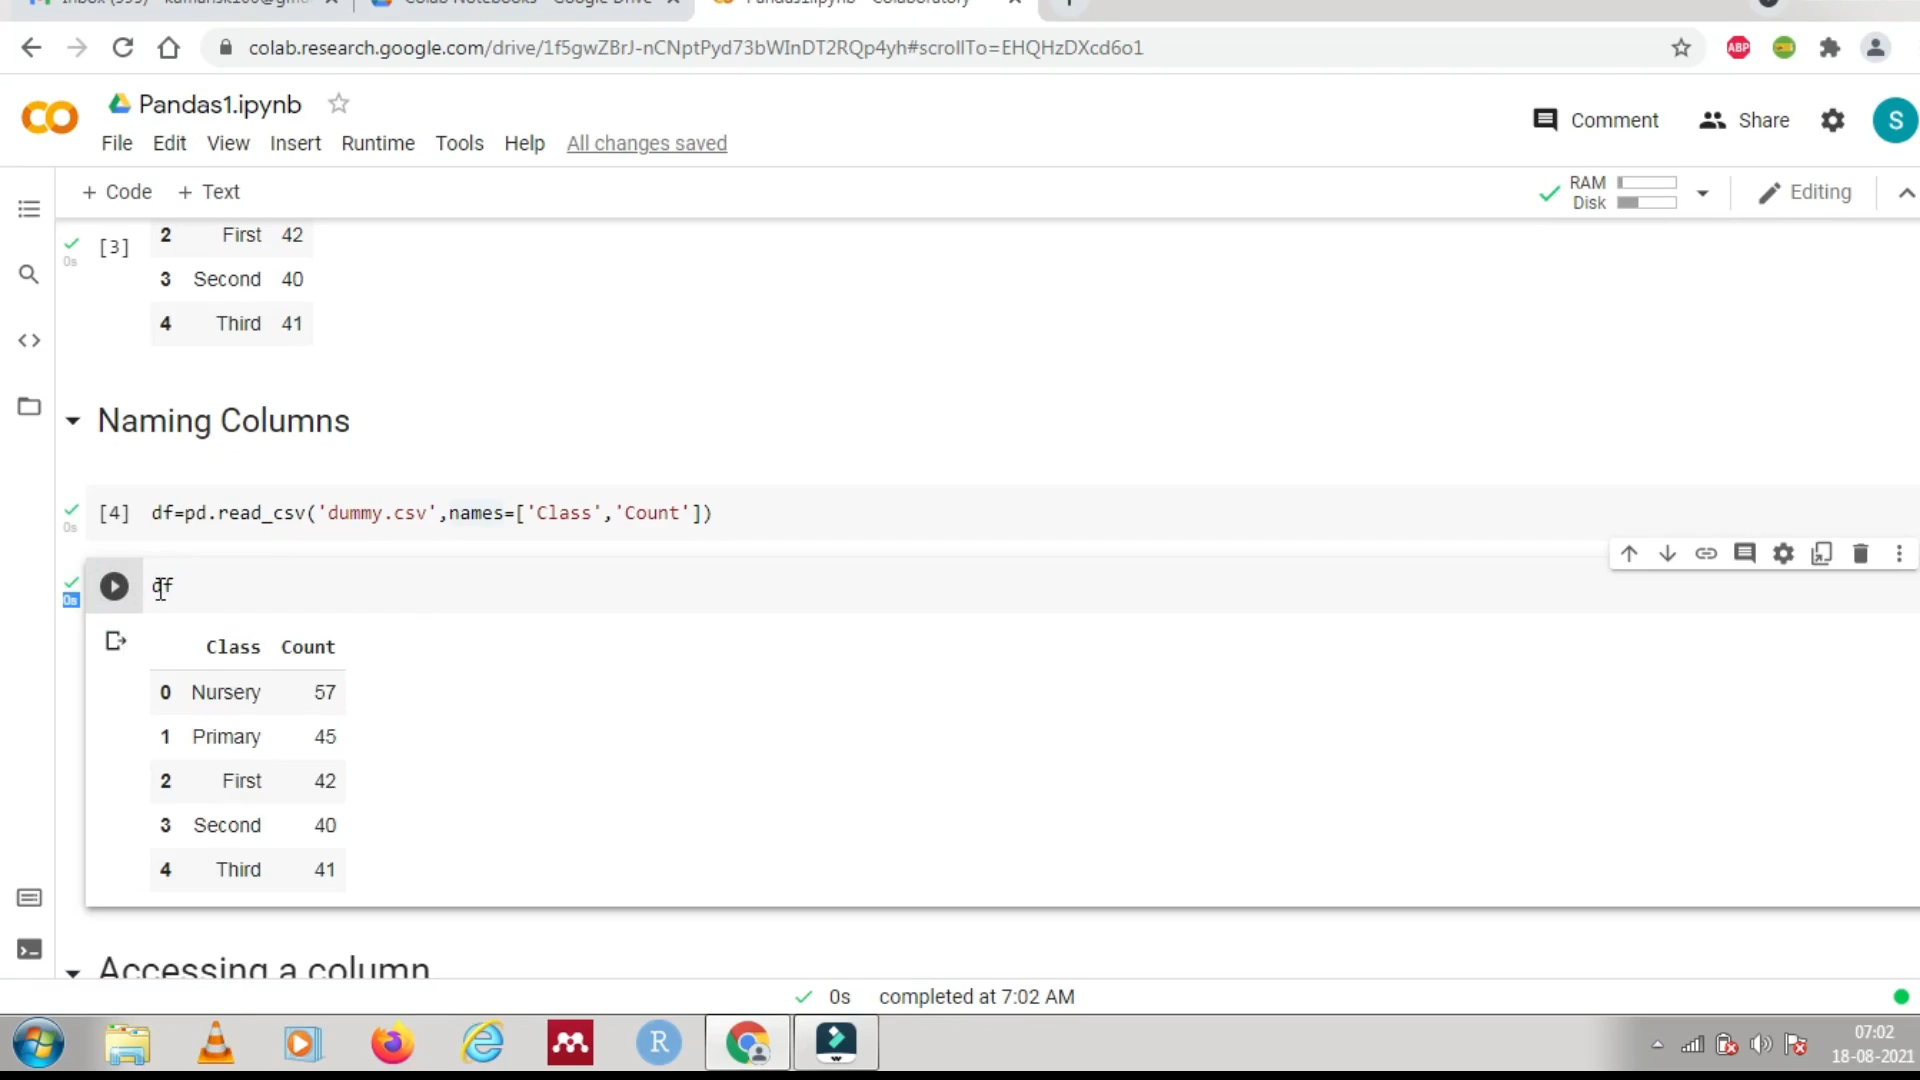 colab.research.google.com/drive/1f5gwZBrJ-nCNptPyd73bWInDT2RQp4yh#scrollTo=EHQHzDXcd6o1
ABP
Pandas1.ipynb
File Edit View Insert Runtime Tools Help All changes saved
Comment Share S
+ Code + Text
RAM
Disk
Editing
[3] 2 First 42
0s
3 Second 40
4 Third 41
Naming Columns
[4] df=pd.read_csv('dummy.csv',names=['Class','Count'])
0s
df
0s
Class Count
0 Nursery 57
1 Primary 45
2 First 42
3 Second 40
4 Third 41
Accessing a column
0s completed at 7:02 AM
R
07:02
18-08-2021